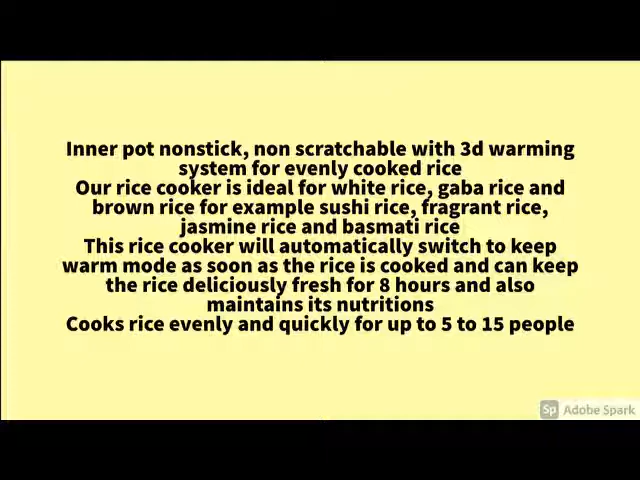 Inner pot nonstick, non scratchable with 3d warming
system for evenly cooked rice
Our rice cooker is ideal for white rice, gaba rice and
brown rice for example sushi rice, fragrant rice,
jasmine rice and basmati rice
This rice cooker will automatically switch to keep
warm mode as soon as the rice is cooked and can keep
the rice deliciously fresh for 8 hours and also
maintains its nutritions
Cooks rice evenly and quickly for up to 5 to 15 people
Sp Adobe Spark